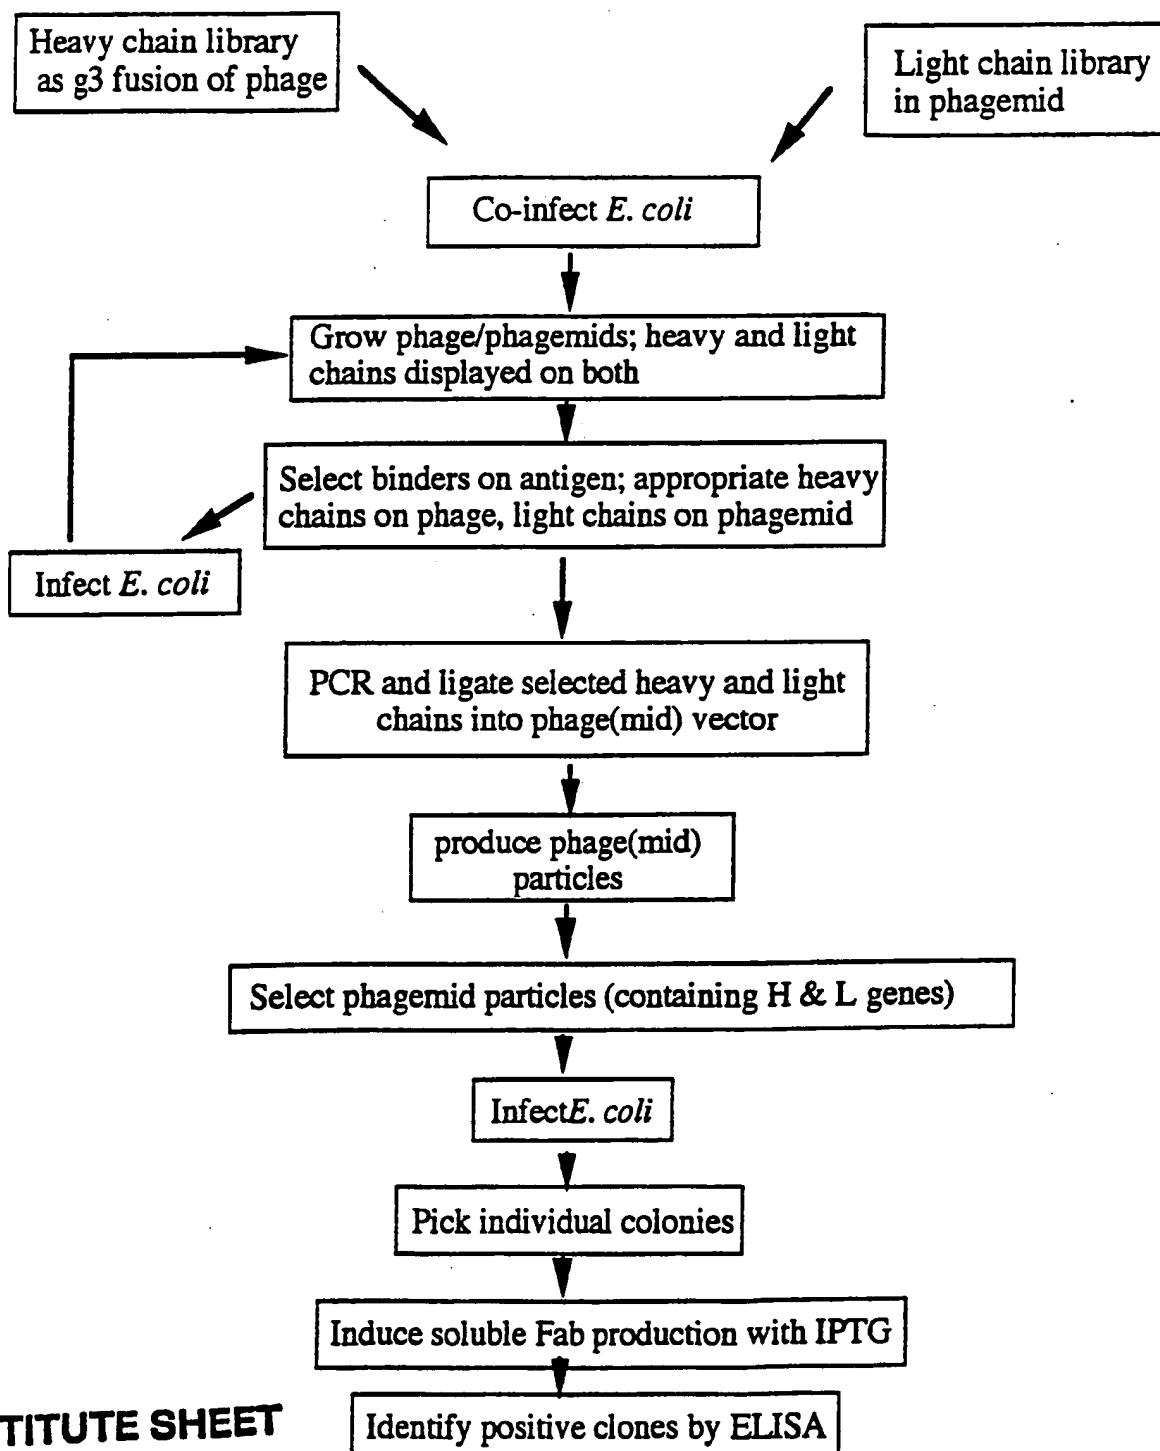 Heavy chain library
as g3 fusion of phage
Light chain library
in phagemid
Co-infect E. coli
Grow phage/phagemids; heavy and light
chains displayed on both
Select binders on antigen; appropriate heavy
chains on phage, light chains on phagemid
Infect E. coli
PCR and ligate selected heavy and light
chains into phage(mid) vector
produce phage(mid)
particles
Select phagemid particles (containing H & L genes)
InfectE. coli
Pick individual colonies
Induce soluble Fab production with IPTG
TITUTE SHEET
Identify positive clones by ELISA